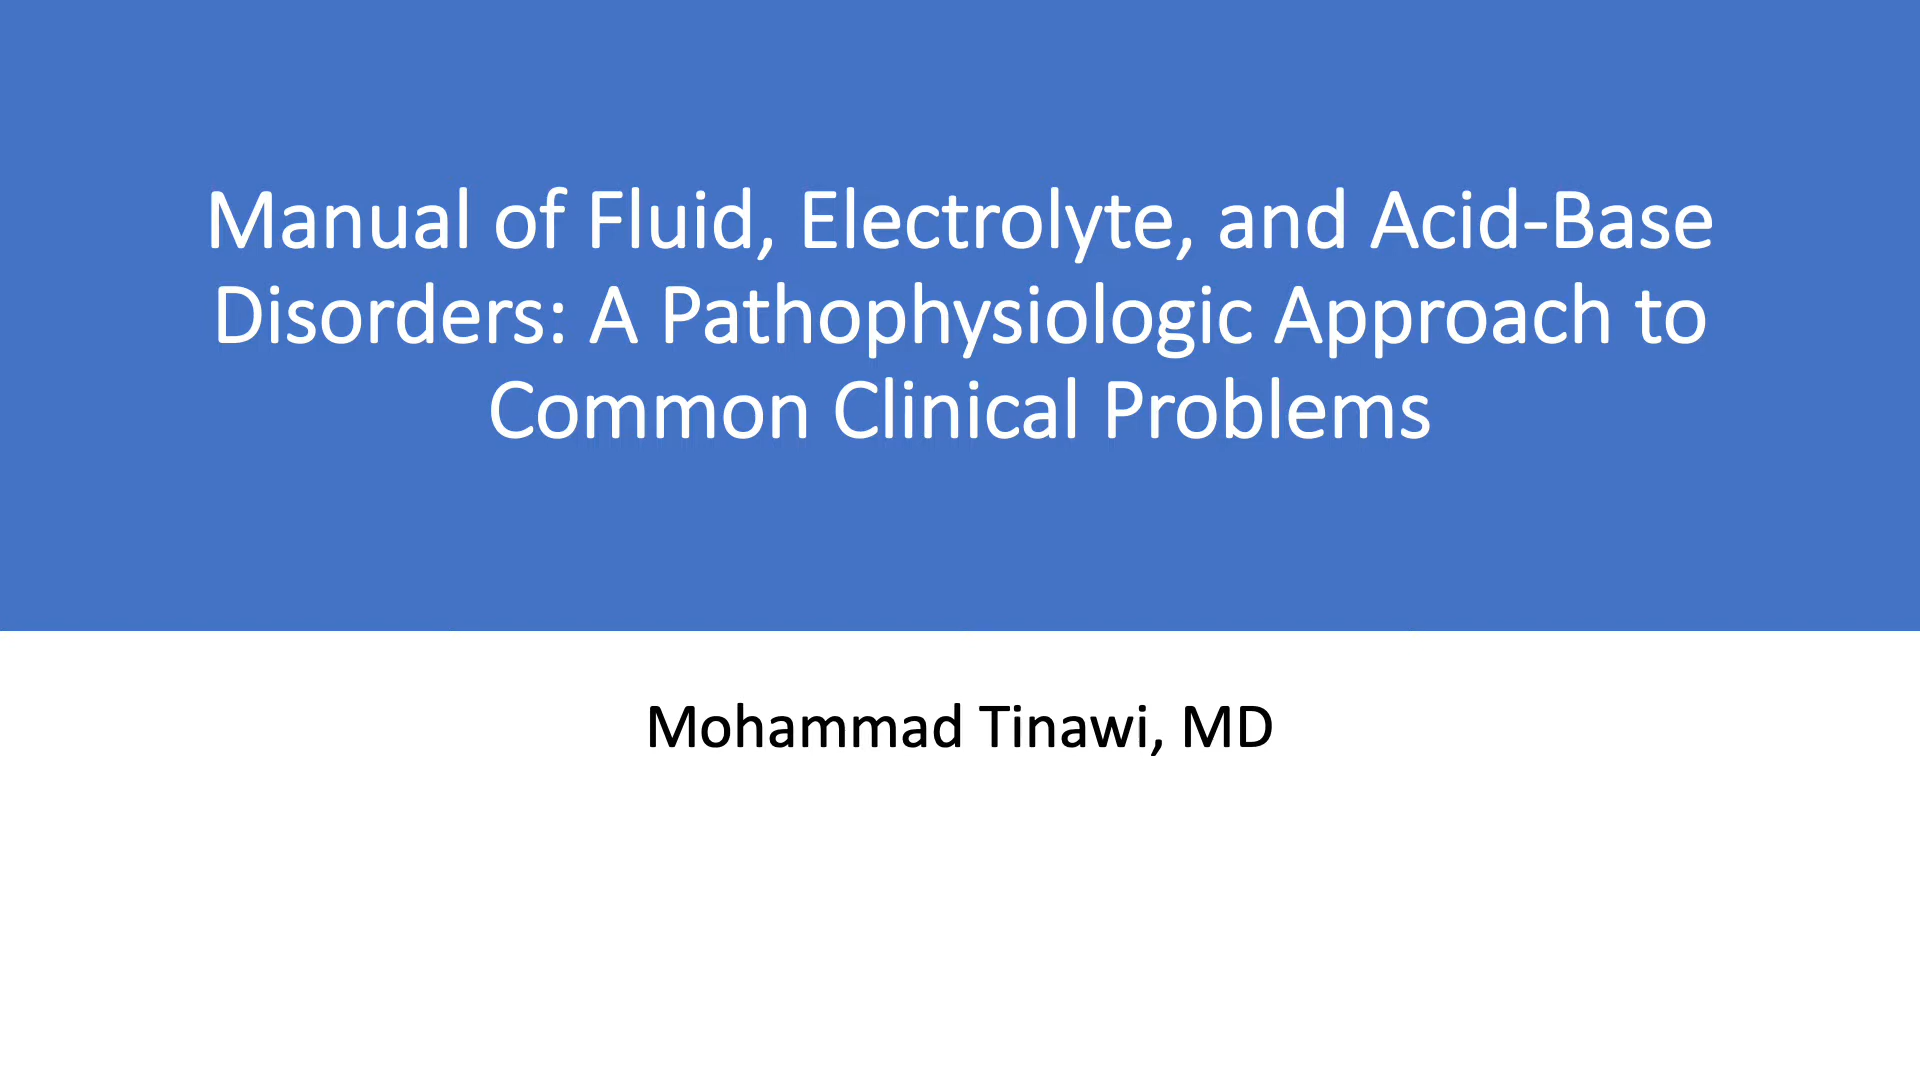 Manual of Fluid, Electrolyte, and Acid-Base
Disorders: A Pathophysiologic Approach to
Common Clinical Problems
Mohammad Tinawi, MD